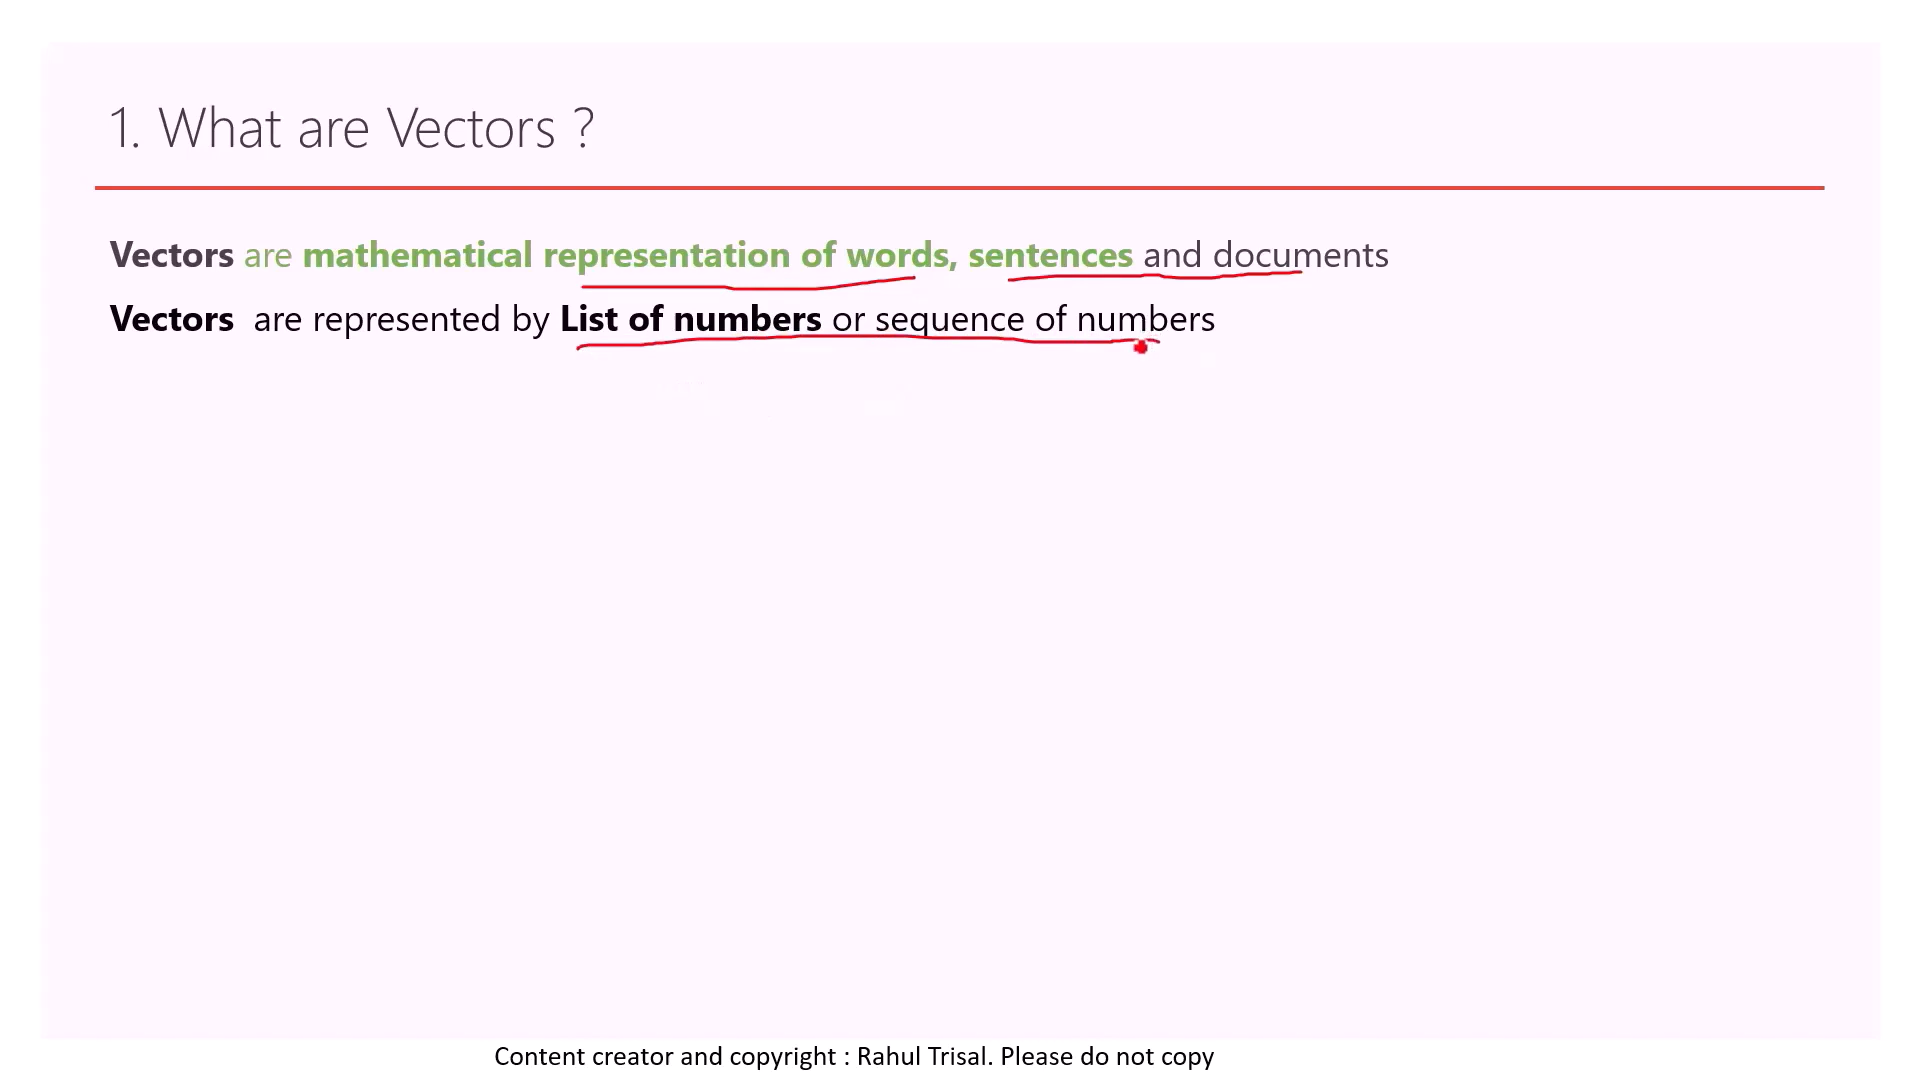 1. What are Vectors ?
Vectors are mathematical representation of words, sentences and documents
Vectors are represented by List of numbers or sequence of numbers
Content creator and copyright : Rahul Trisal. Please do not copy